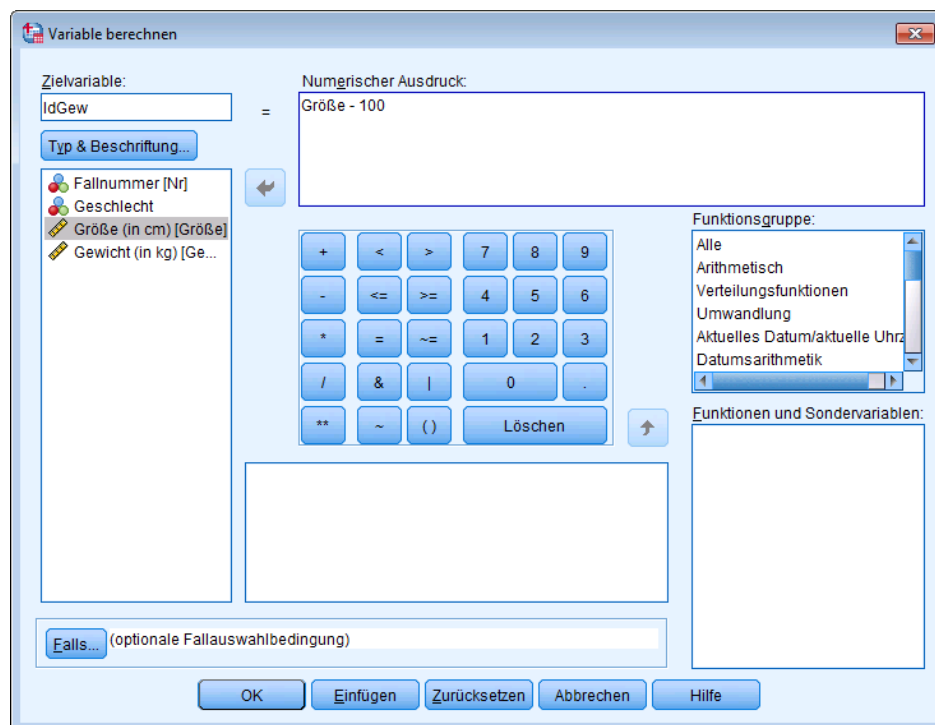 Variable berechnen
Zielvariable:
IdGew
=
Numerischer Ausdruck:
Größe - 100
Typ & Beschriftung...
Fallnummer [Nr]
Geschlecht
Größe (in cm) [Größe]
Gewicht (in kg) [Ge...
+ < > 7 8 9
- <= >= 4 5 6
* = ~= 1 2 3
/ & | 0 .
** ~ ( ) Löschen
Funktionsgruppe:
Alle
Arithmetisch
Verteilungsfunktionen
Umwandlung
Aktuelles Datum/aktuelle Uhrz
Datumsarithmetik
Funktionen und Sondervariablen:
Falls... (optionale Fallauswahlbedingung)
OK Einfügen Zurücksetzen Abbrechen Hilfe